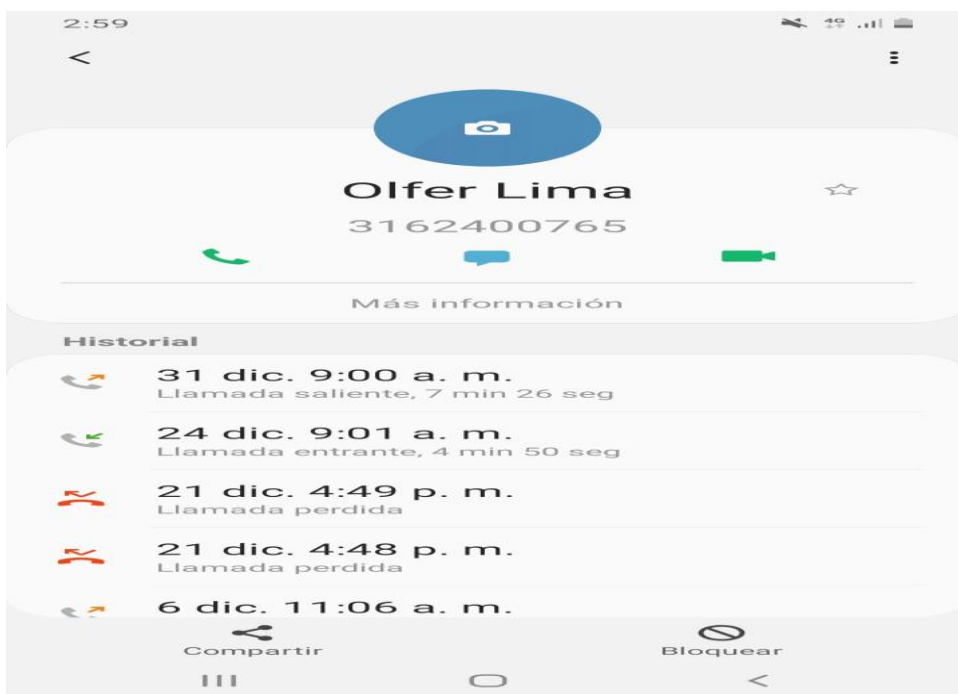 2:59
4G
Olfer Lima
3162400765
Más información
Historial
31 dic. 9:00 a. m.
Llamada saliente, 7 min 26 seg
24 dic. 9:01 a. m.
Llamada entrante, 4 min 50 seg
21 dic. 4:49 p. m.
Llamada perdida
21 dic. 4:48 p. m.
Llamada perdida
6 dic. 11:06 a. m.
Compartir
Bloquear